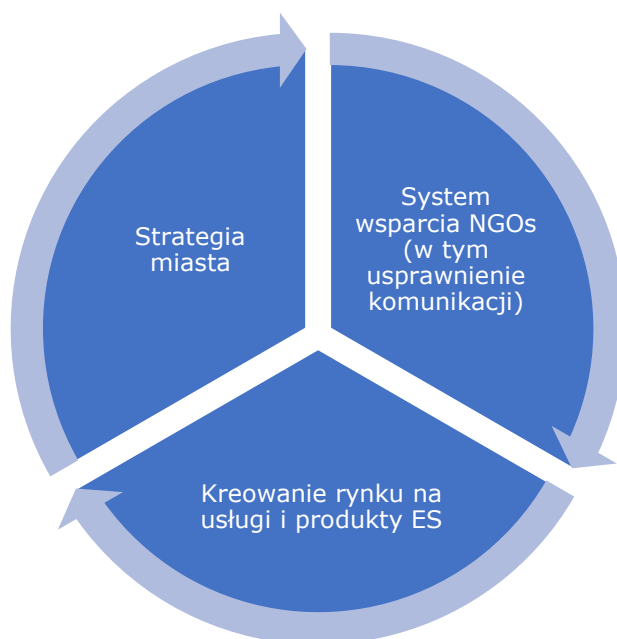 Strategia
miasta
System
wsparcia NGOs
(w tym
usprawnienie
komunikacji)
Kreowanie rynku na
usługi i produkty ES